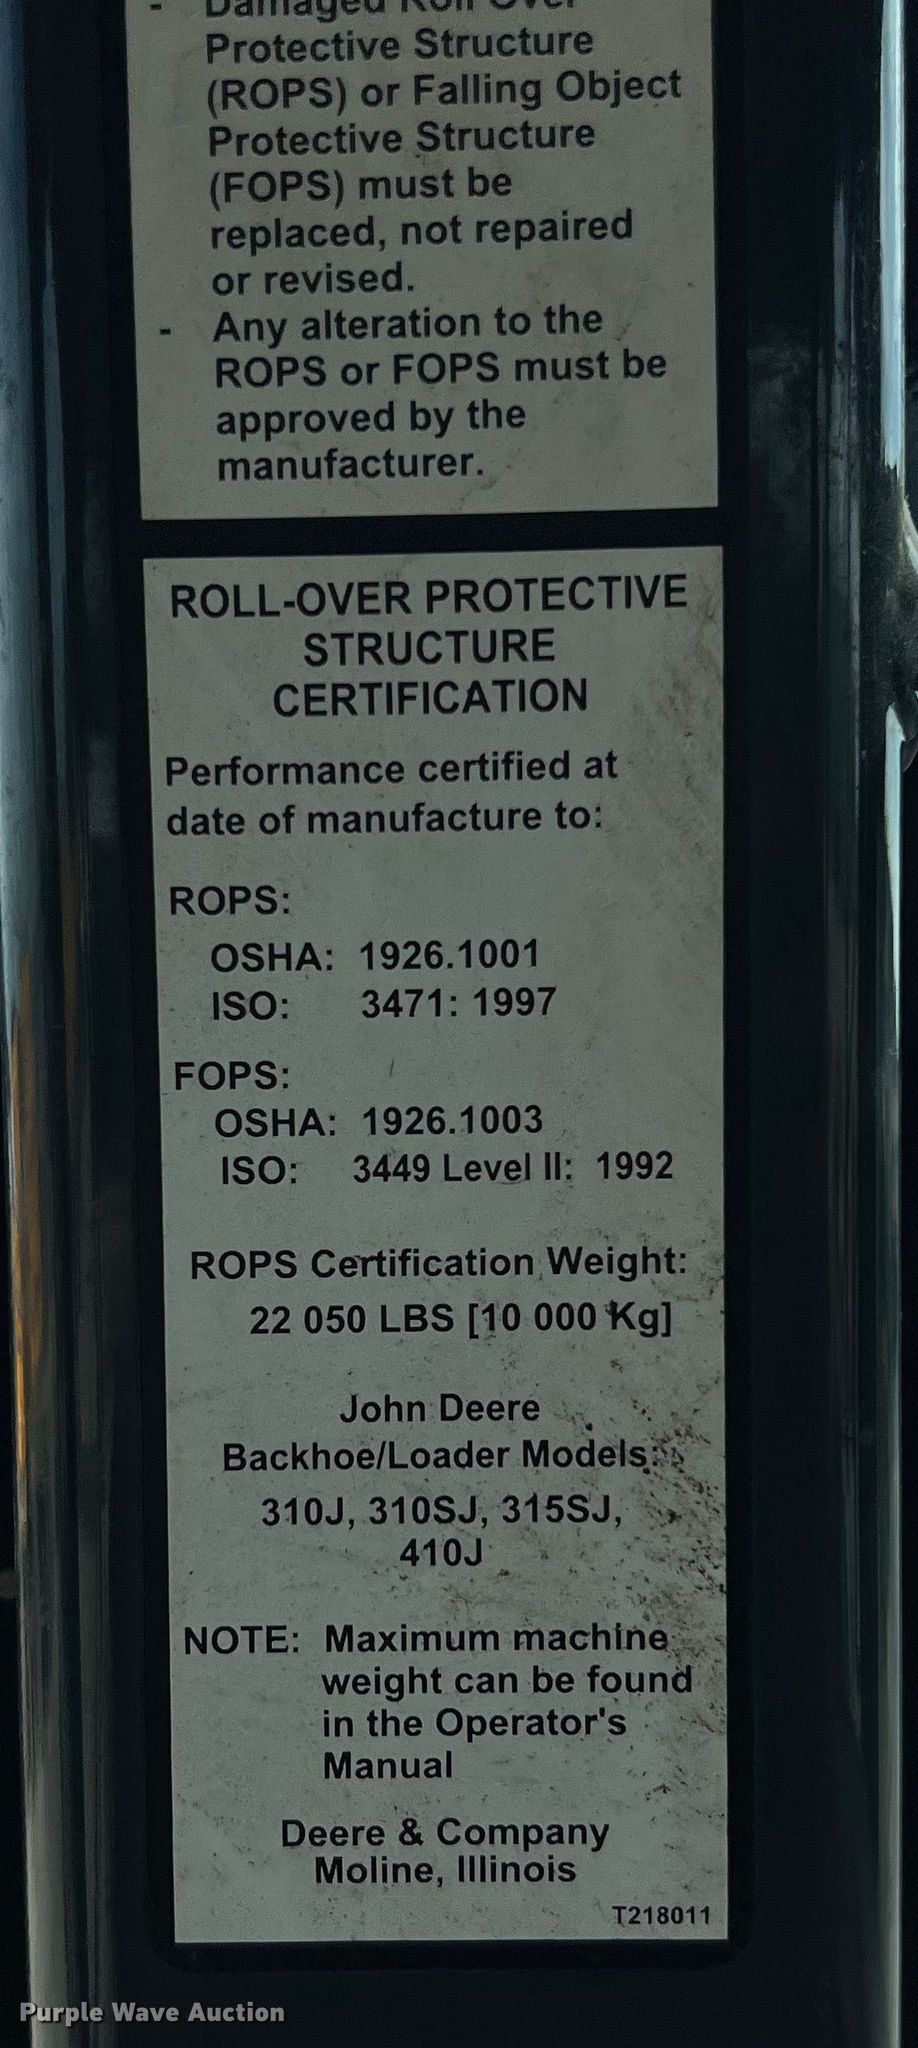 - Damaged Roll Over
Protective Structure
(ROPS) or Falling Object
Protective Structure
(FOPS) must be
replaced, not repaired
or revised.
- Any alteration to the
ROPS or FOPS must be
approved by the
manufacturer.
ROLL-OVER PROTECTIVE
STRUCTURE
CERTIFICATION
Performance certified at
date of manufacture to:
ROPS:
OSHA: 1926.1001
ISO: 3471: 1997
FOPS:
OSHA: 1926.1003
ISO: 3449 Level II: 1992
ROPS Certification Weight:
22 050 LBS [10 000 Kg]
John Deere
Backhoe/Loader Models:
310J, 310SJ, 315SJ,
410J
NOTE: Maximum machine
weight can be found
in the Operator's
Manual
Deere & Company
Moline, Illinois
T218011
Purple Wave Auction